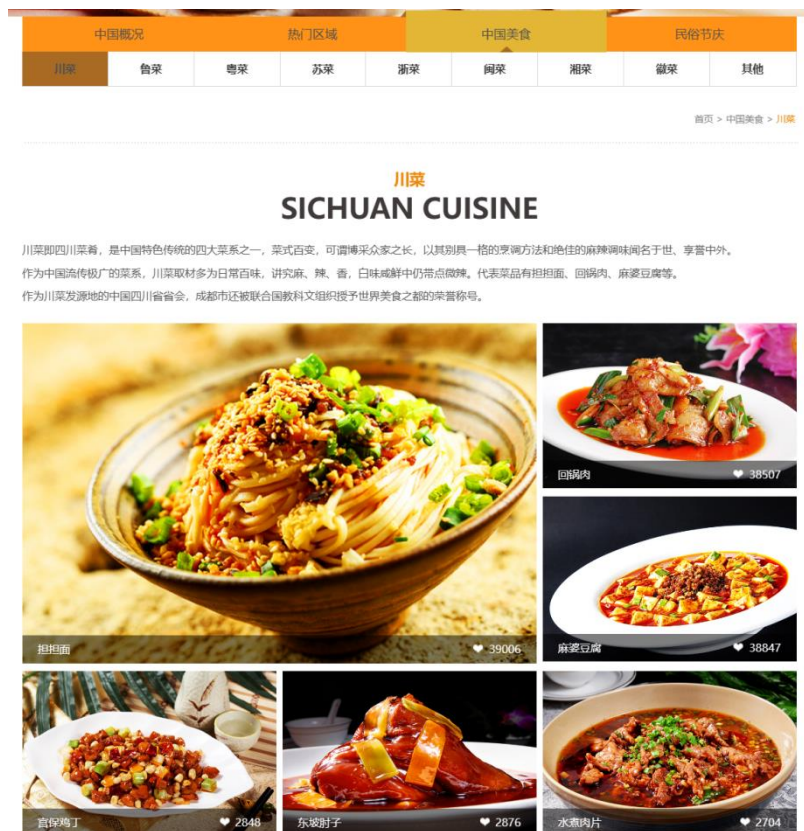 中国概况 热门区域 中国美食 民俗节庆
川菜 鲁菜 粤菜 苏菜 浙菜 闽菜 湘菜 徽菜 其他
首页 > 中国美食 > 川菜
川菜
SICHUAN CUISINE
川菜即四川菜肴，是中国特色传统的四大菜系之一，菜式百变，可谓博采众家之长，以其别具一格的烹调方法和绝佳的麻辣调味闻名于世、享誉中外。
作为中国流传极广的菜系，川菜取材多为日常百味，讲究麻、辣、香，白味咸鲜中仍带点微辣。代表菜品有担担面、回锅肉、麻婆豆腐等。
作为川菜发源地的中国四川省省会，成都市还被联合国教科文组织授予世界美食之都的荣誉称号。
回锅肉 38507
担担面 39006
麻婆豆腐 38847
宫保鸡丁 2848
东坡肘子 2876
水煮肉片 2704